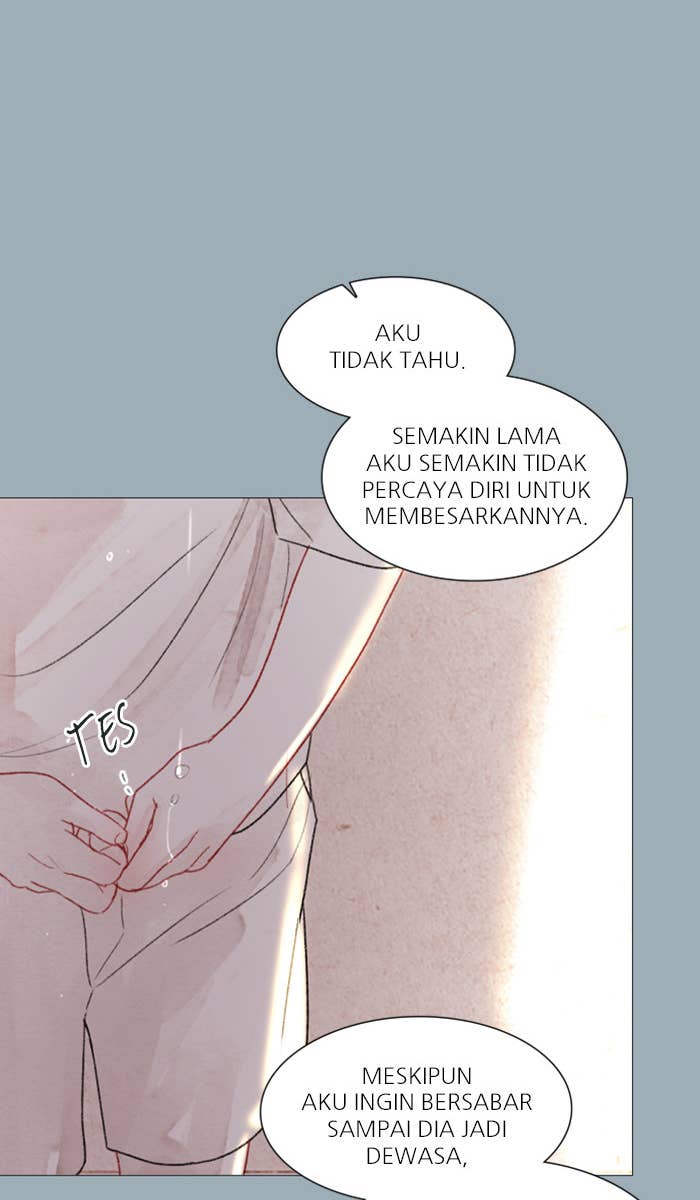 AKU
TIDAK TAHU.
SEMAKIN LAMA
AKU SEMAKIN TIDAK
PERCAYA DIRI UNTUK
MEMBESARKANNYA.
TES
MESKIPUN
AKU INGIN BERSABAR
SAMPAI DIA JADI
DEWASA,